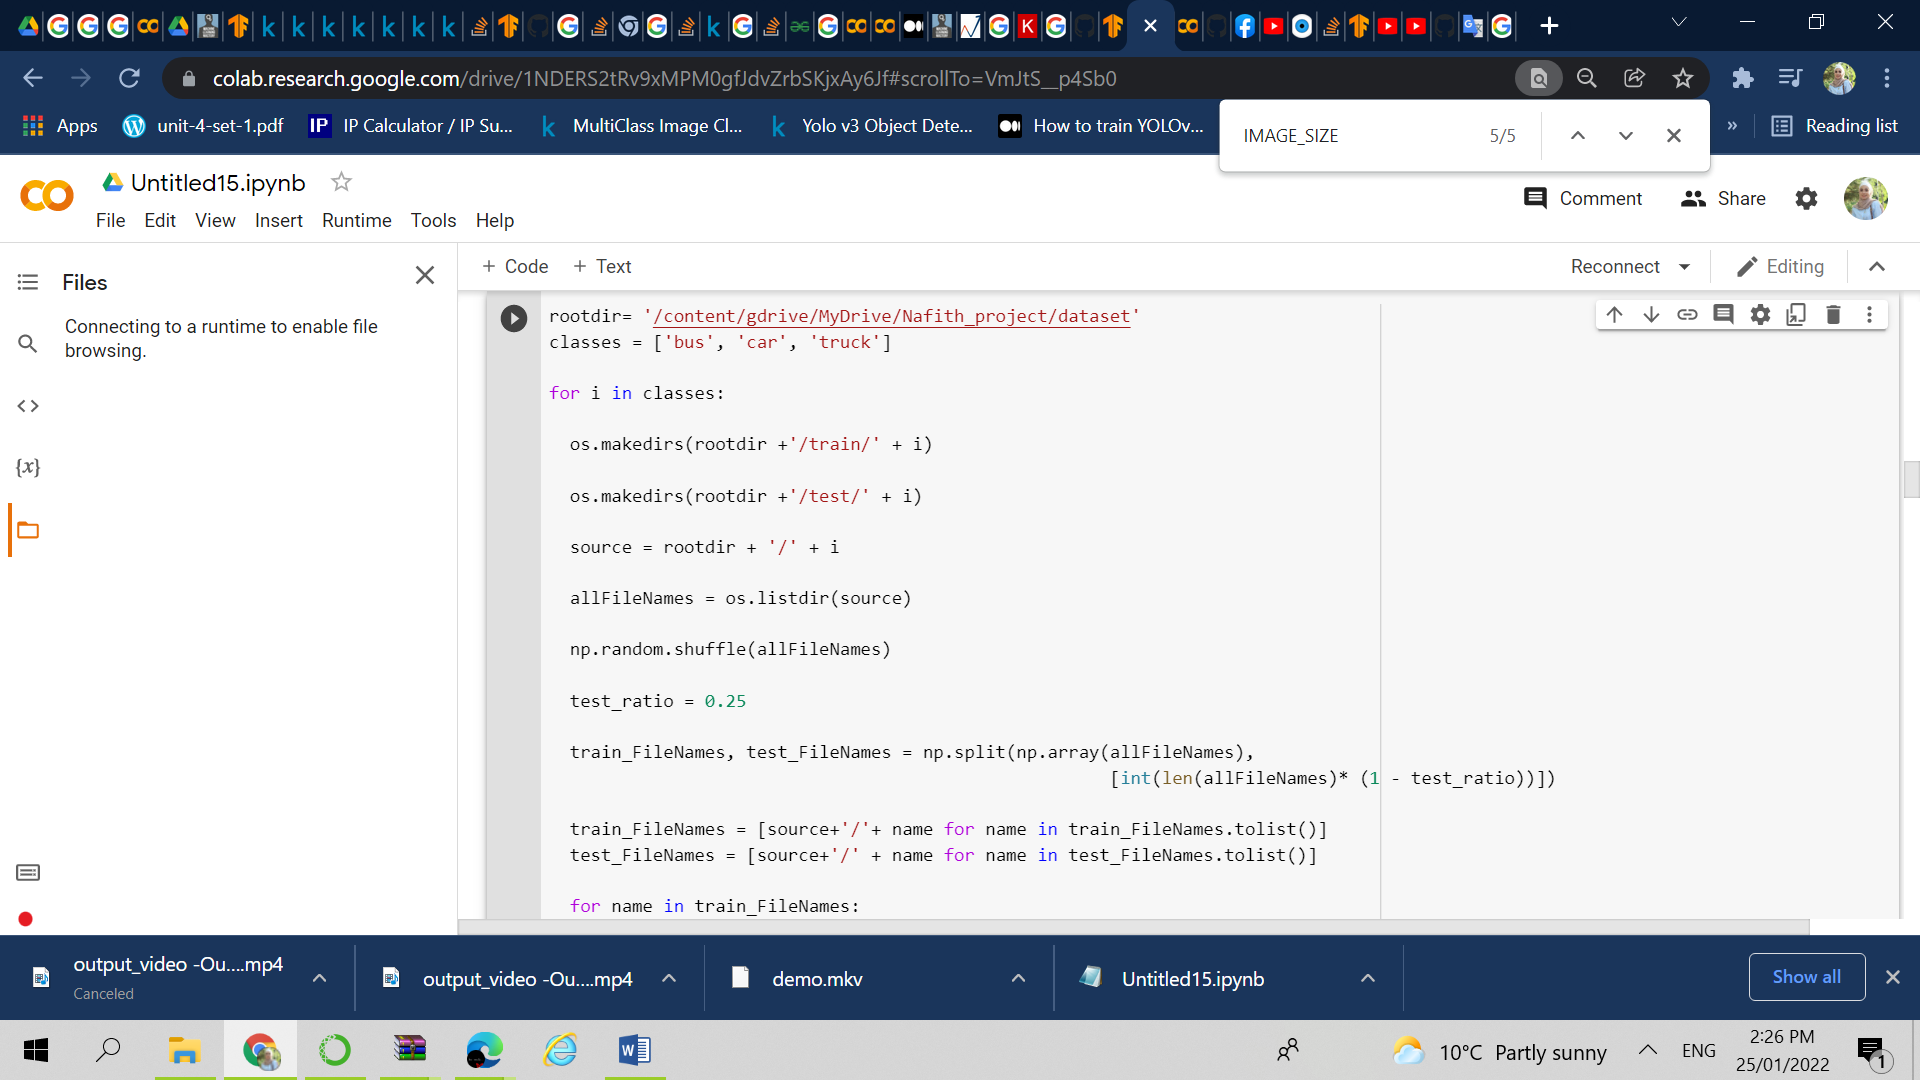 colab.research.google.com/drive/1NDERS2tRv9xMPM0gfJdvZrbSKjxAy6Jf#scrollTo=VmJtS__p4Sb0
Apps
unit-4-set-1.pdf
IP
IP Calculator / IP Su...
MultiClass Image Cl...
Yolo v3 Object Dete...
How to train YOLOv...
»
Reading list
IMAGE_SIZE
5/5
Untitled15.ipynb
Comment
Share
File Edit View Insert Runtime Tools Help
Files
+ Code + Text
Reconnect
Editing
Connecting to a runtime to enable file
browsing.
rootdir= '/content/gdrive/MyDrive/Nafith_project/dataset'
classes = ['bus', 'car', 'truck']
for i in classes:
os.makedirs(rootdir +'/train/' + i)
os.makedirs(rootdir +'/test/' + i)
source = rootdir + '/' + i
allFileNames = os.listdir(source)
np.random.shuffle(allFileNames)
test_ratio = 0.25
train_FileNames, test_FileNames = np.split(np.array(allFileNames),
[int(len(allFileNames)* (1 - test_ratio))])
train_FileNames = [source+'/'+ name for name in train_FileNames.tolist()]
test_FileNames = [source+'/' + name for name in test_FileNames.tolist()]
for name in train_FileNames:
output_video -Ou....mp4
Canceled
output_video -Ou....mp4
demo.mkv
Untitled15.ipynb
Show all
10°C Partly sunny
ENG
2:26 PM
25/01/2022
1